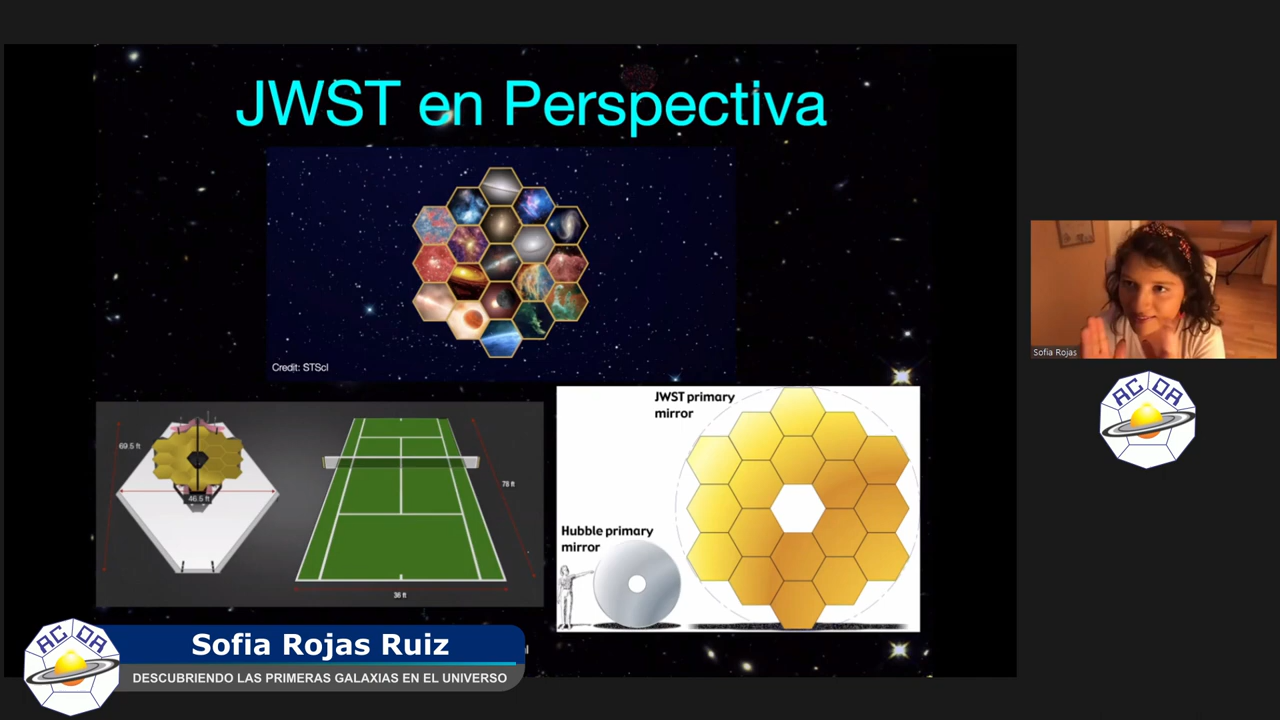 JWST en Perspectiva
Credit: STScI
69.5 ft
46.5 ft
78 ft
36 ft
JWST primary
mirror
Hubble primary
mirror
Sofia Rojas
ACDA
Sofia Rojas Ruiz
DESCUBRIENDO LAS PRIMERAS GALAXIAS EN EL UNIVERSO